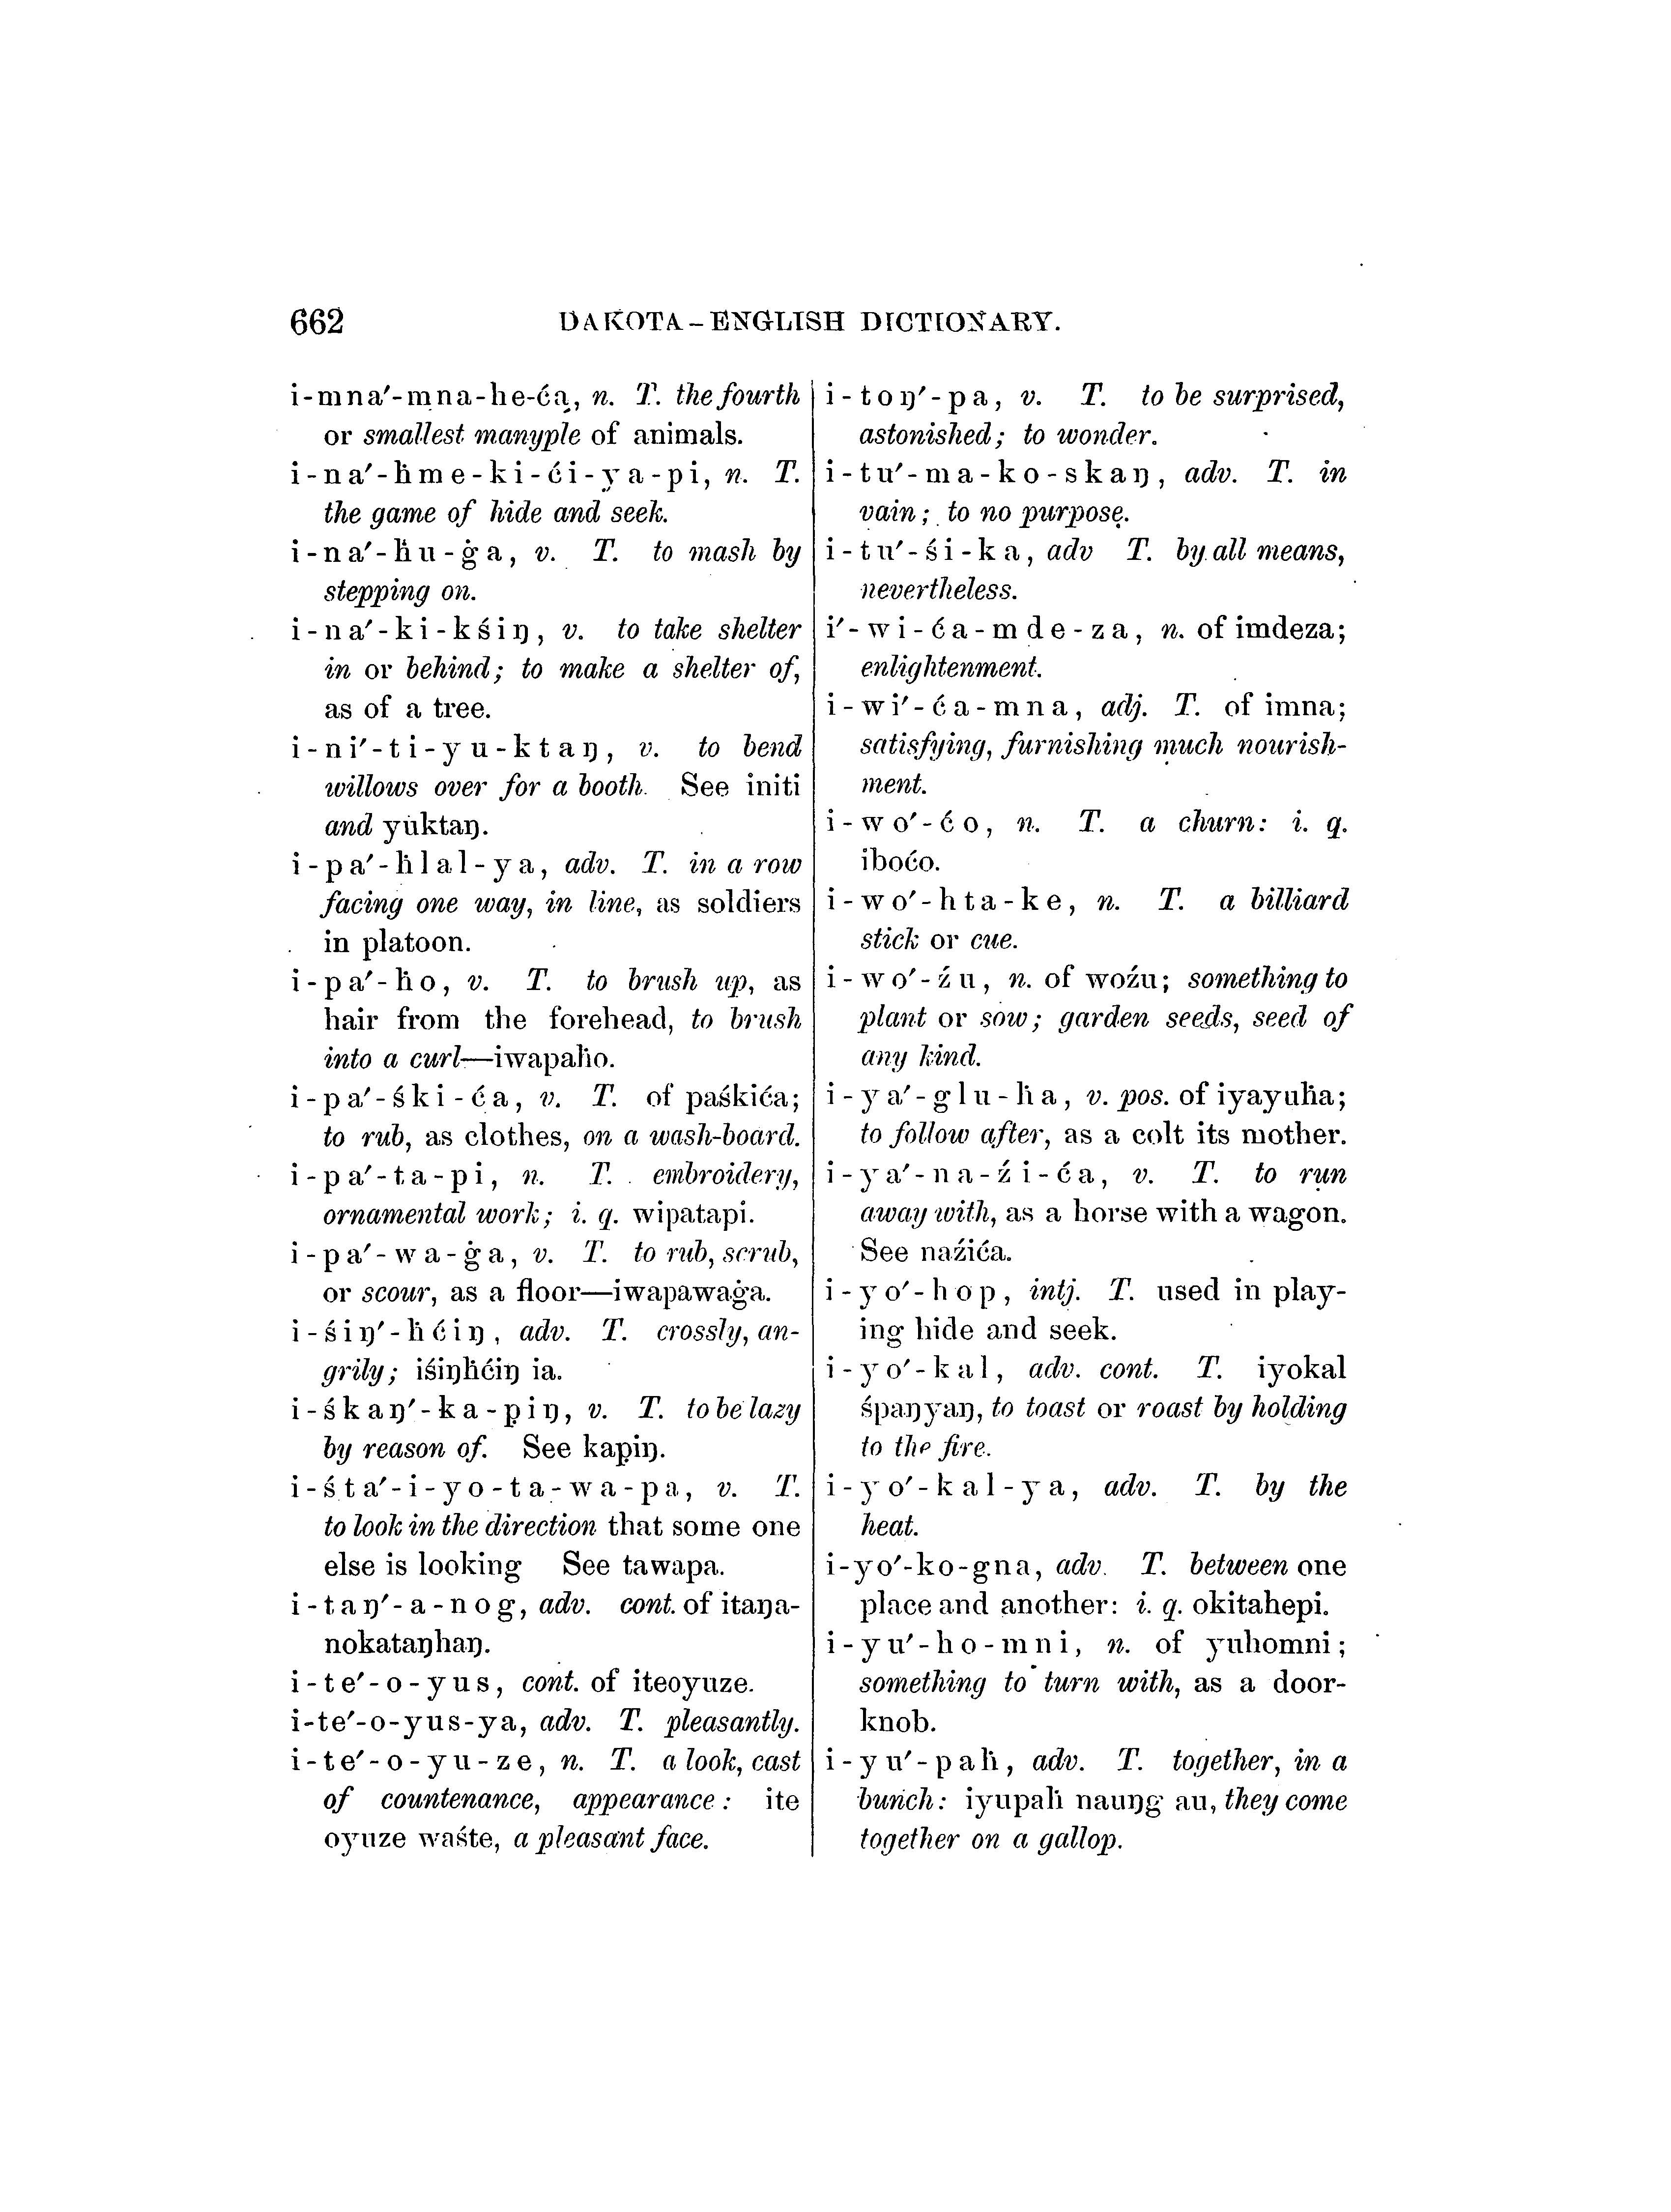 662 DAKOTA-ENGLISH DICTIONARY.
i-mna′-mna-he-ća, n. T. the fourth
or smallest manyple of animals.
i-na′-ḣme-ki-ći-ya-pi, n. T.
the game of hide and seek.
i-na′-ḣu-ġa, v. T. to mash by
stepping on.
i-na′-ki-kśiŋ, v. to take shelter
in or behind; to make a shelter of,
as of a tree.
i-ni′-ti-yu-ktaŋ, v. to bend
willows over for a booth. See initi
and yuktaŋ.
i-pa′-ḣlal-ya, adv. T. in a row
facing one way, in line, as soldiers
in platoon.
i-pa′-ḣo, v. T. to brush up, as
hair from the forehead, to brush
into a curl—iwapaḣo.
i-pa′-śki-ća, v. T. of paśkića;
to rub, as clothes, on a wash-board.
i-pa′-ta-pi, n. T. embroidery,
ornamental work; i. q. wipatapi.
i-pa′-wa-ġa, v. T. to rub, scrub,
or scour, as a floor—iwapawaġa.
i-śiŋ′-ḣćiŋ, adv. T. crossly, an-
grily; iśiŋḣćiŋ ia.
i-śkaŋ′-ka-piŋ, v. T. to be lazy
by reason of. See kapiŋ.
i-śta′-i-yo-ta-wa-pa, v. T.
to look in the direction that some one
else is looking See tawapa.
i-taŋ′-a-nog, adv. cont. of itaŋa-
nokataŋhaŋ.
i-te′-o-yus, cont. of iteoyuze.
i-te′-o-yus-ya, adv. T. pleasantly.
i-te′-o-yu-ze, n. T. a look, cast
of countenance, appearance: ite
oyuze waśte, a pleasant face.
i-toŋ′-pa, v. T. to be surprised,
astonished; to wonder.
i-tu′-ma-ko-skaŋ, adv. T. in
vain; to no purpose.
i-tu′-śi-ka, adv T. by all means,
nevertheless.
i′-wi-ća-mde-za, n. of imdeza;
enlightenment.
i-wi′-ća-mna, adj. T. of imna;
satisfying, furnishing much nourish-
ment.
i-wo′-ćo, n. T. a churn: i. q.
iboćo.
i-wo′-hta-ke, n. T. a billiard
stick or cue.
i-wo′-źu, n. of woźu; something to
plant or sow; garden seeds, seed of
any kind.
i-ya′-glu-ḣa, v. pos. of iyayuḣa;
to follow after, as a colt its mother.
i-ya′-na-źi-ća, v. T. to run
away with, as a horse with a wagon.
See naźića.
i-yo′-hop, intj. T. used in play-
ing hide and seek.
i-yo′-kal, adv. cont. T. iyokal
śpaŋyaŋ, to toast or roast by holding
to the fire.
i-yo′-kal-ya, adv. T. by the
heat.
i-yo′-ko-gna, adv. T. between one
place and another: i. q. okitahepi.
i-yu′-ho-mni, n. of yuhomni;
something to turn with, as a door-
knob.
i-yu′-paḣ, adv. T. together, in a
bunch: iyupaḣ nauŋg au, they come
together on a gallop.